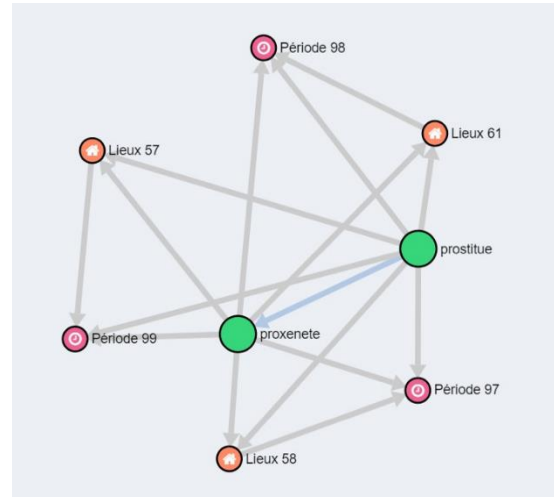 Période 98
Lieux 61
Lieux 57
prostitue
proxenete
Période 99
Période 97
Lieux 58